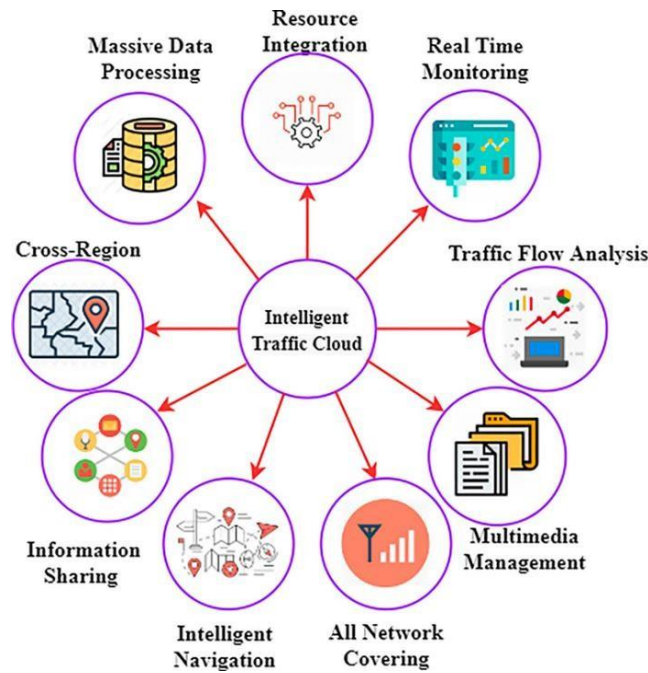 Resource
Integration
Massive Data
Processing
Real Time
Monitoring
Cross-Region
Traffic Flow Analysis
Intelligent
Traffic Cloud
Information
Sharing
Multimedia
Management
Intelligent
Navigation
All Network
Covering